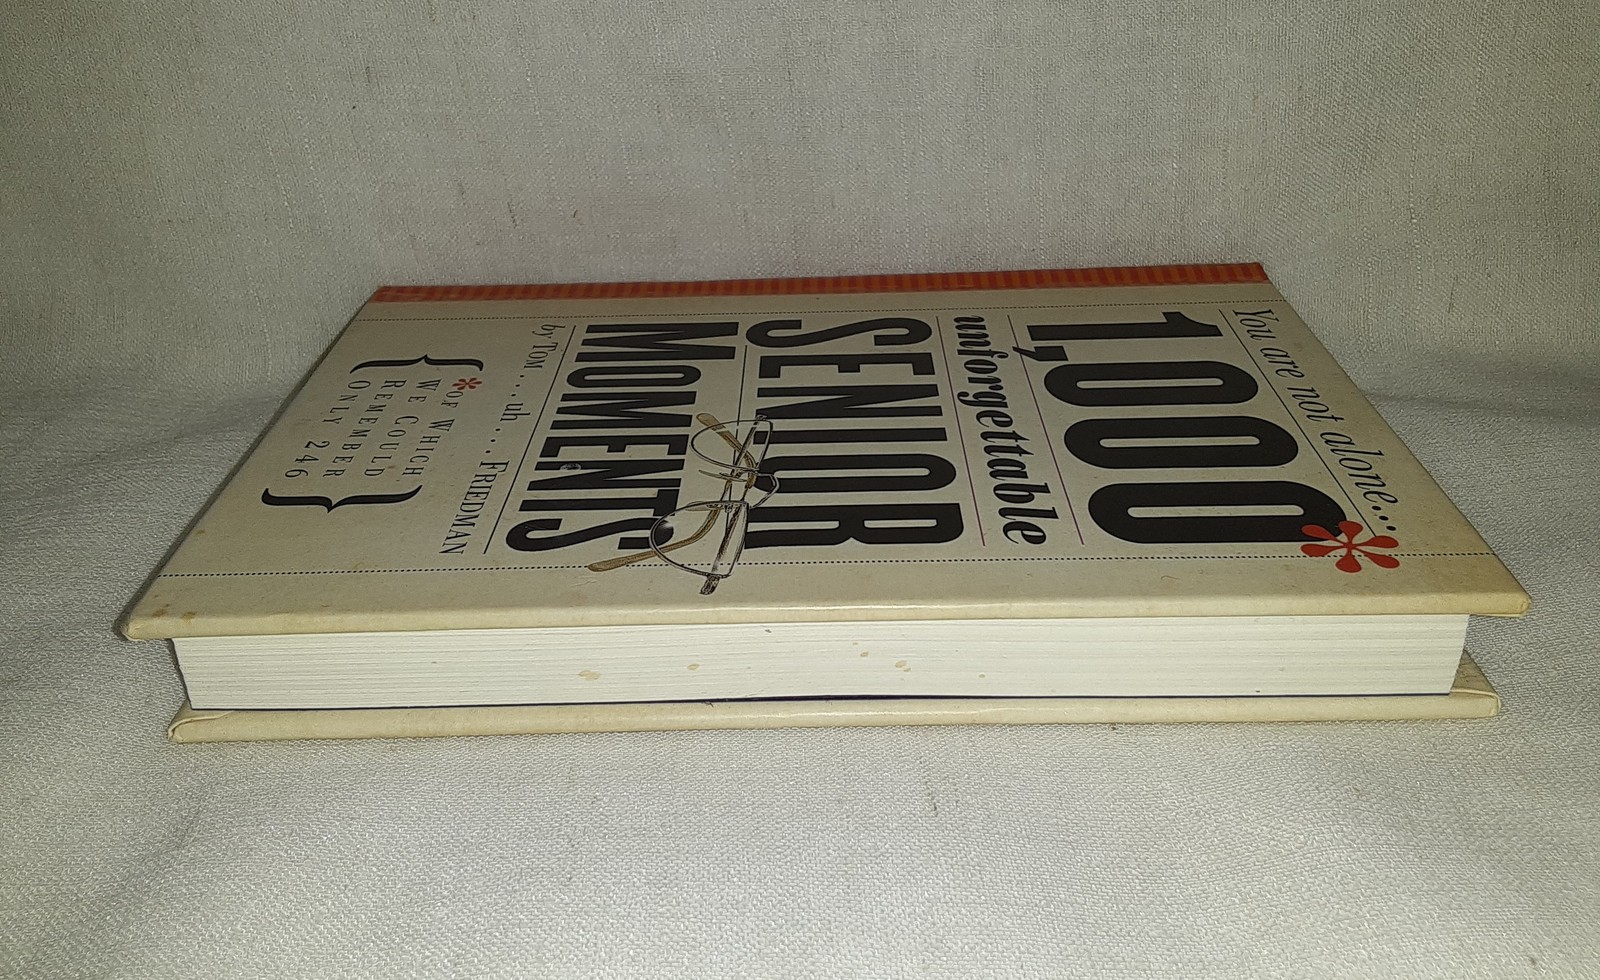 You are not alone...
1,000*
unforgettable
SENIOR
MOMENTS
by TOM...uh...FRIEDMAN
{*OF WHICH
WE COULD
REMEMBER
ONLY 246}